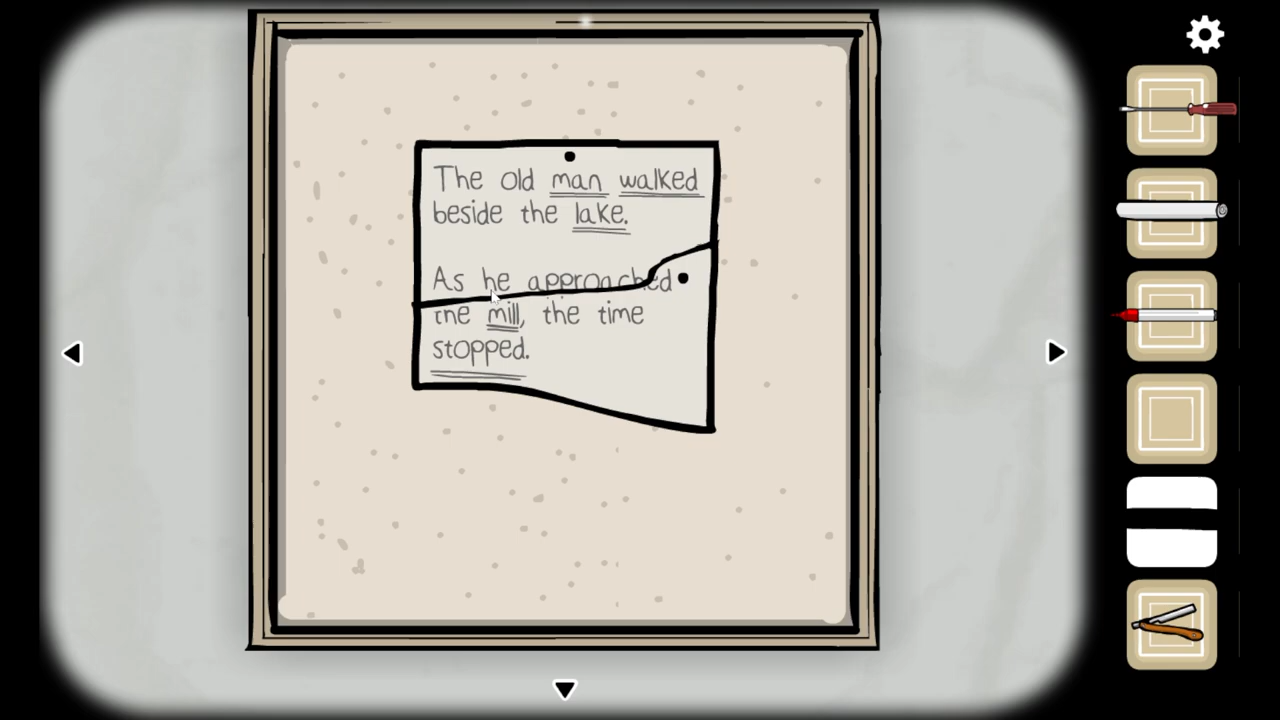 The old man walked
beside the lake.
As he approached
the mill, the time
stopped.